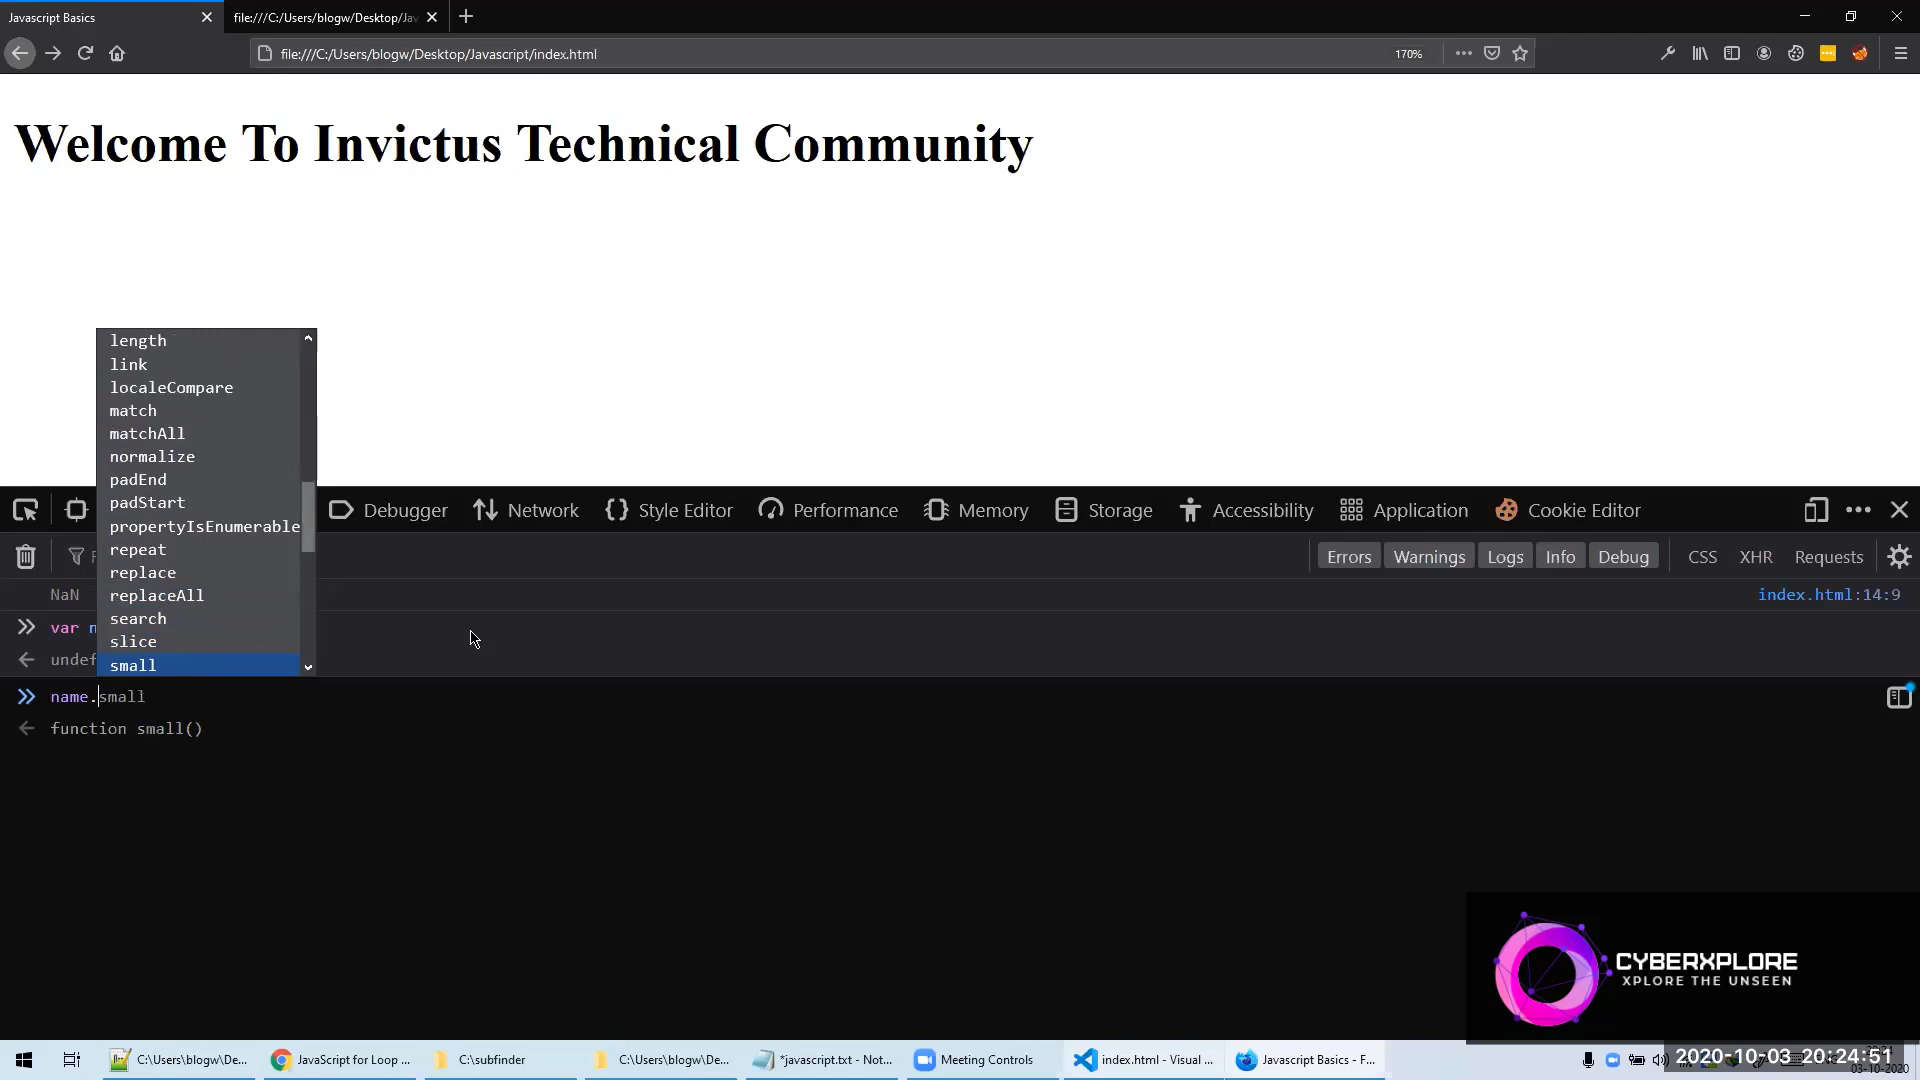 Javascript Basics
file:///C:/Users/blogw/Desktop/Jav
file:///C:/Users/blogw/Desktop/Javascript/index.html
170%
Welcome To Invictus Technical Community
length
link
localeCompare
match
matchAll
normalize
padEnd
padStart
propertyIsEnumerable
repeat
replace
replaceAll
search
slice
small
Debugger
Network
Style Editor
Performance
Memory
Storage
Accessibility
Application
Cookie Editor
F
Errors
Warnings
Logs
Info
Debug
CSS
XHR
Requests
NaN
index.html:14:9
var n
undef
name.small
function small()
CYBERXPLORE
XPLORE THE UNSEEN
C:\Users\blogw\De...
JavaScript for Loop ...
C:\subfinder
C:\Users\blogw\De...
*javascript.txt - Not...
Meeting Controls
index.html - Visual ...
Javascript Basics - F...
2020-10-03 20:24:51
03-10-2020